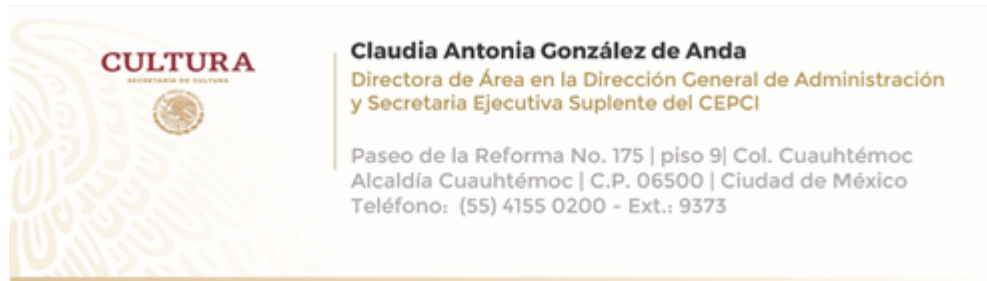 CULTURA
SECRETARÍA DE CULTURA
Claudia Antonia González de Anda
Directora de Área en la Dirección General de Administración
y Secretaria Ejecutiva Suplente del CEPCI
Paseo de la Reforma No. 175 | piso 9| Col. Cuauhtémoc
Alcaldía Cuauhtémoc | C.P. 06500 | Ciudad de México
Teléfono: (55) 4155 0200 - Ext.: 9373